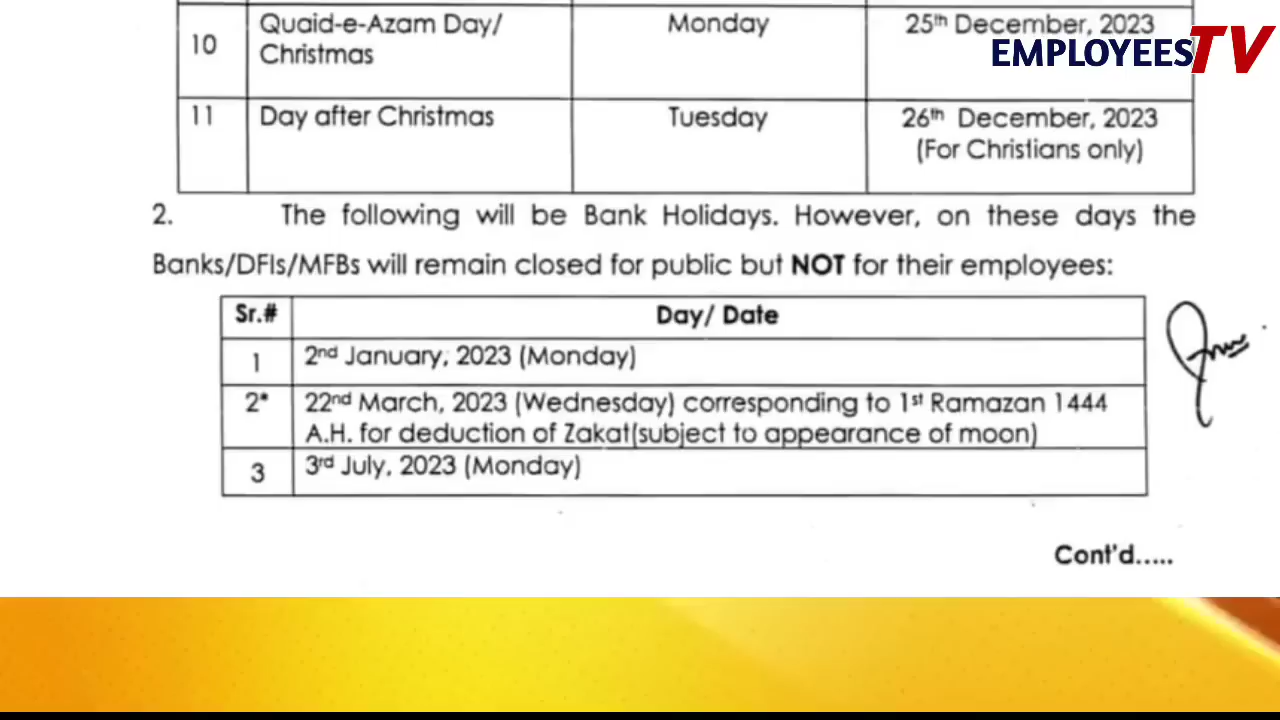 10 Quaid-e-Azam Day/ Monday 25th December, 2023
Christmas
EMPLOYEESTV
11 Day after Christmas Tuesday 26th December, 2023
(For Christians only)
2. The following will be Bank Holidays. However, on these days the
Banks/DFIs/MFBs will remain closed for public but NOT for their employees:
Sr.# Day/ Date
1 2nd January, 2023 (Monday)
2* 22nd March, 2023 (Wednesday) corresponding to 1st Ramazan 1444
A.H. for deduction of Zakat(subject to appearance of moon)
3 3rd July, 2023 (Monday)
Cont'd.....